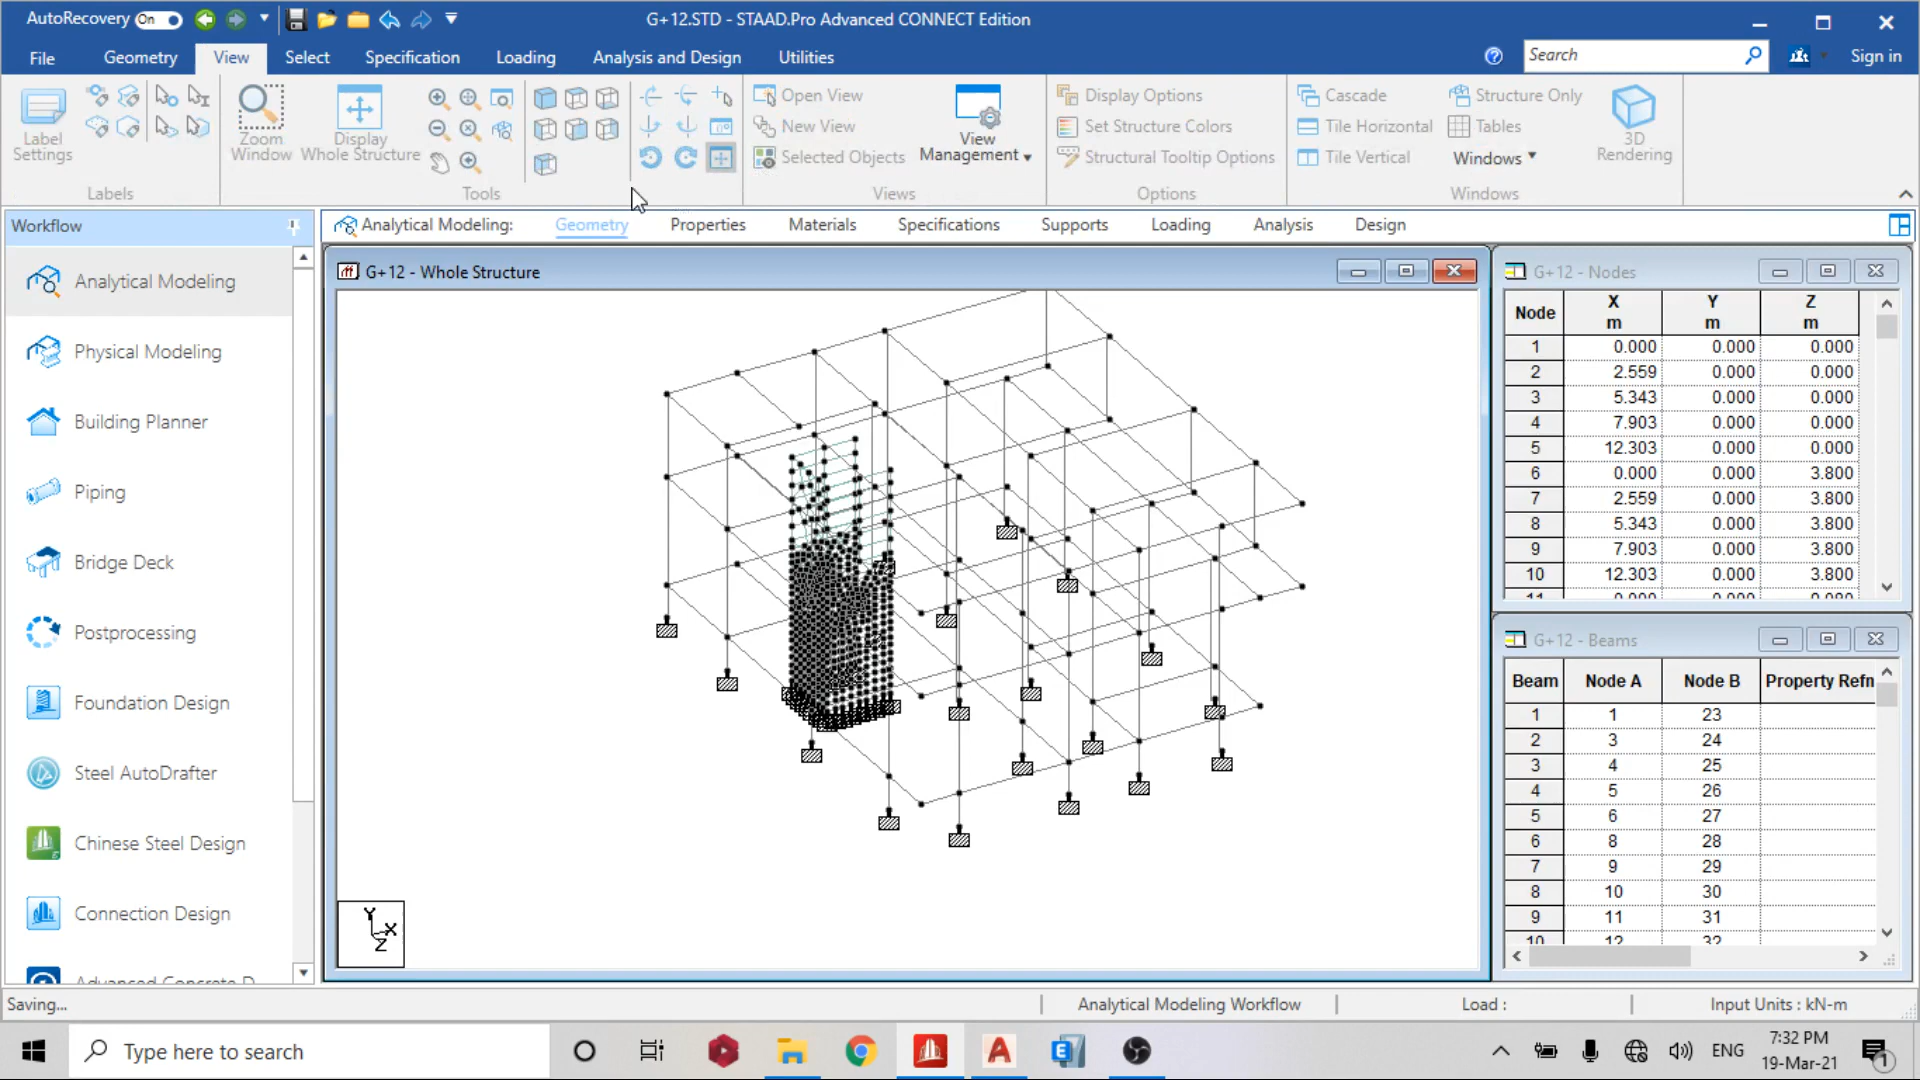 AutoRecovery On
G+12.STD - STAAD.Pro Advanced CONNECT Edition
File Geometry View Select Specification Loading Analysis and Design Utilities
Search
Sign in
Label Settings
Labels
Zoom Window
Display Whole Structure
Tools
Open View
New View
Selected Objects
View Management
Views
Display Options
Set Structure Colors
Structural Tooltip Options
Options
Cascade
Tile Horizontal
Tile Vertical
Structure Only
Tables
Windows
3D Rendering
Windows
Workflow
Analytical Modeling
Physical Modeling
Building Planner
Piping
Bridge Deck
Postprocessing
Foundation Design
Steel AutoDrafter
Chinese Steel Design
Connection Design
Analytical Modeling: Geometry Properties Materials Specifications Supports Loading Analysis Design
G+12 - Whole Structure
Y
X
Z
G+12 - Nodes
Node X m Y m Z m
1 0.000 0.000 0.000
2 2.559 0.000 0.000
3 5.343 0.000 0.000
4 7.903 0.000 0.000
5 12.303 0.000 0.000
6 0.000 0.000 3.800
7 2.559 0.000 3.800
8 5.343 0.000 3.800
9 7.903 0.000 3.800
10 12.303 0.000 3.800
G+12 - Beams
Beam Node A Node B Property Refn
1 1 23
2 3 24
3 4 25
4 5 26
5 6 27
6 8 28
7 9 29
8 10 30
9 11 31
10 12 32
Saving...
Analytical Modeling Workflow
Load :
Input Units : kN-m
Type here to search
ENG
7:32 PM
19-Mar-21
1